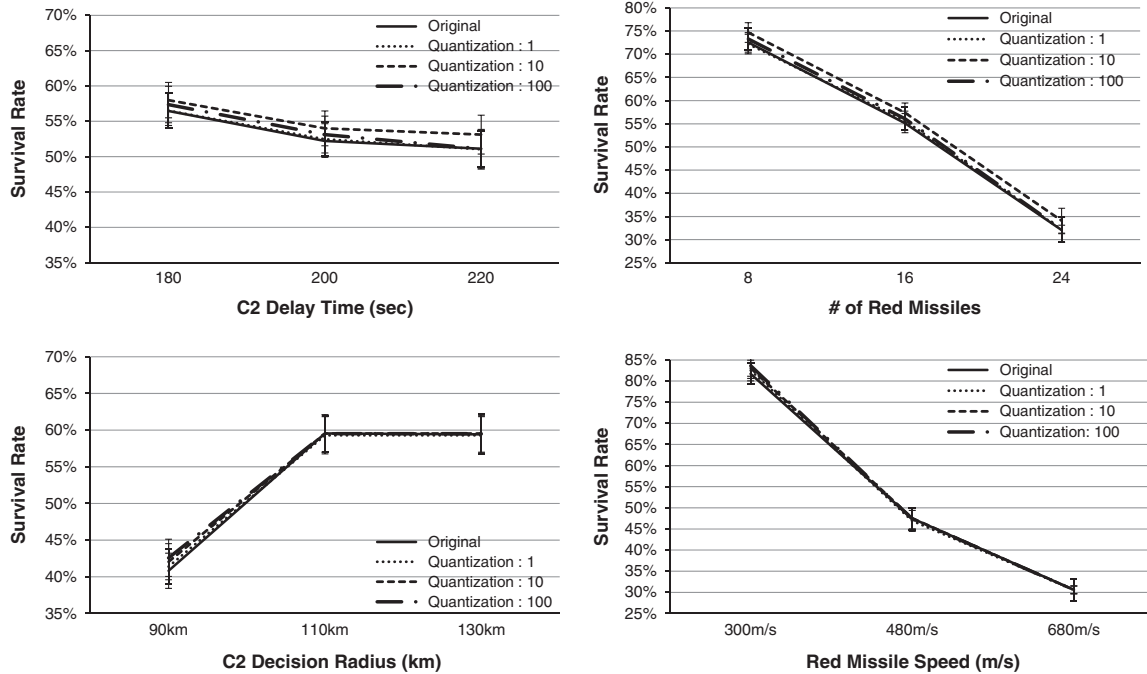 70%
65%
60%
55%
50%
45%
40%
35%
Survival Rate
Original
Quantization : 1
Quantization : 10
Quantization : 100
180
200
220
C2 Delay Time (sec)
80%
75%
70%
65%
60%
55%
50%
45%
40%
35%
30%
25%
Survival Rate
Original
Quantization : 1
Quantization : 10
Quantization : 100
8
16
24
# of Red Missiles
70%
65%
60%
55%
50%
45%
40%
35%
Survival Rate
Original
Quantization : 1
Quantization : 10
Quantization : 100
90km
110km
130km
C2 Decision Radius (km)
85%
80%
75%
70%
65%
60%
55%
50%
45%
40%
35%
30%
25%
Survival Rate
Original
Quantization : 1
Quantization : 10
Quantization: 100
300m/s
480m/s
680m/s
Red Missile Speed (m/s)